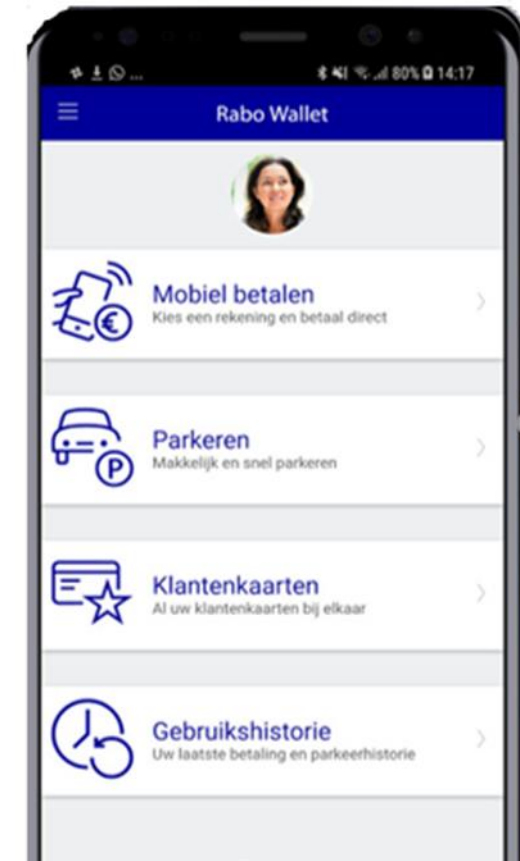 ... 80% 14:17
Rabo Wallet
Mobiel betalen
Kies een rekening en betaal direct
€
Parkeren
Makkelijk en snel parkeren
P
Klantenkaarten
Al uw klantenkaarten bij elkaar
Gebruikshistorie
Uw laatste betaling en parkeerhistorie